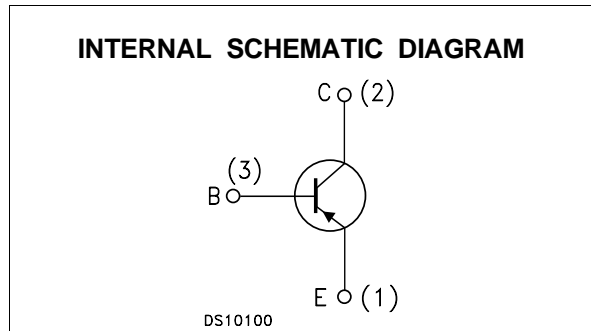 INTERNAL SCHEMATIC DIAGRAM
C (2)
(3)
B
E (1)
DS10100